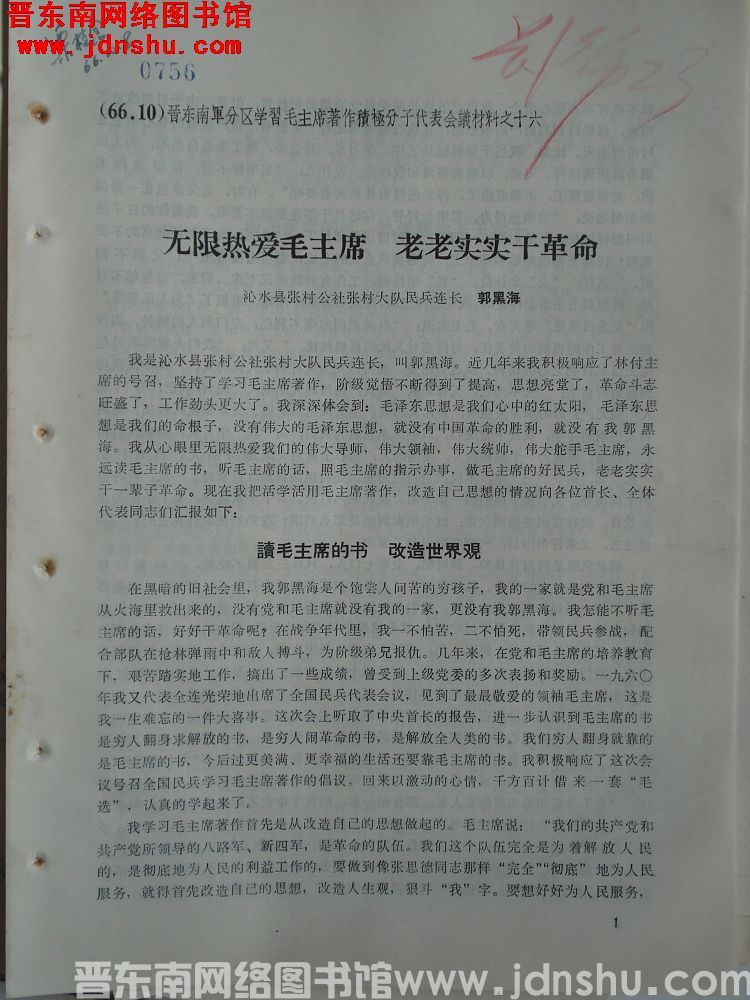 晋东南网络图书馆
www.jdnshu.com
0756
(66.10)晉东南軍分区学習毛主席著作積極分子代表会議材料之十六
无限热爱毛主席 老老实实干革命
沁水县张村公社张村大队民兵连长 郭黑海
我是沁水县张村公社张村大队民兵连长，叫郭黑海。近几年来我积极响应了林付主
席的号召，坚持了学习毛主席著作，阶级觉悟不断得到了提高，思想亮堂了，革命斗志
旺盛了，工作劲头更大了。我深深体会到：毛泽东思想是我们心中的红太阳，毛泽东思
想是我们的命根子，没有伟大的毛泽东思想，就没有中国革命的胜利，就没有我郭黑
海。我从心眼里无限热爱我们的伟大导师，伟大领袖，伟大统帅，伟大舵手毛主席，永
远读毛主席的书，听毛主席的话，照毛主席的指示办事，做毛主席的好民兵，老老实实
干一辈子革命。现在我把活学活用毛主席著作，改造自己思想的情况向各位首长、全体
代表同志们汇报如下：
讀毛主席的书 改造世界观
在黑暗的旧社会里，我郭黑海是个饱尝人间苦的穷孩子，我的一家就是党和毛主席
从火海里救出来的，没有党和毛主席就没有我的一家，更没有我郭黑海。我怎能不听毛
主席的话，好好干革命呢？在战争年代里，我一不怕苦，二不怕死，带领民兵参战，配
合部队在枪林弹雨中和敌人搏斗，为阶级弟兄报仇。几年来，在党和毛主席的培养教育
下，艰苦踏实地工作，搞出了一些成绩，曾受到上级党委的多次表扬和奖励。一九六〇
年我又代表全连光荣地出席了全国民兵代表会议，见到了最最敬爱的领袖毛主席，这是
我一生难忘的一件大喜事。这次会上听取了中央首长的报告，进一步认识到毛主席的书
是穷人翻身求解放的书，是穷人闹革命的书，是解放全人类的书。我们穷人翻身就靠的
是毛主席的书，今后过更美满、更幸福的生活还要靠毛主席的书。我积极响应了这次会
议号召全国民兵学习毛主席著作的倡议。回来以激动的心情，千方百计借来一套“毛
选”，认真的学起来了。
我学习毛主席著作首先是从改造自己的思想做起的。毛主席说：“我们的共产党和
共产党所领导的八路军、新四军，是革命的队伍。我们这个队伍完全是为着解放人民
的，是彻底地为人民的利益工作的，要做到像张思德同志那样“完全”“彻底”地为人民
服务，就得首先改造自己的思想，改造人生观，狠斗“我”字。要想好好为人民服务，
1
晋东南网络图书馆www.jdnshu.com